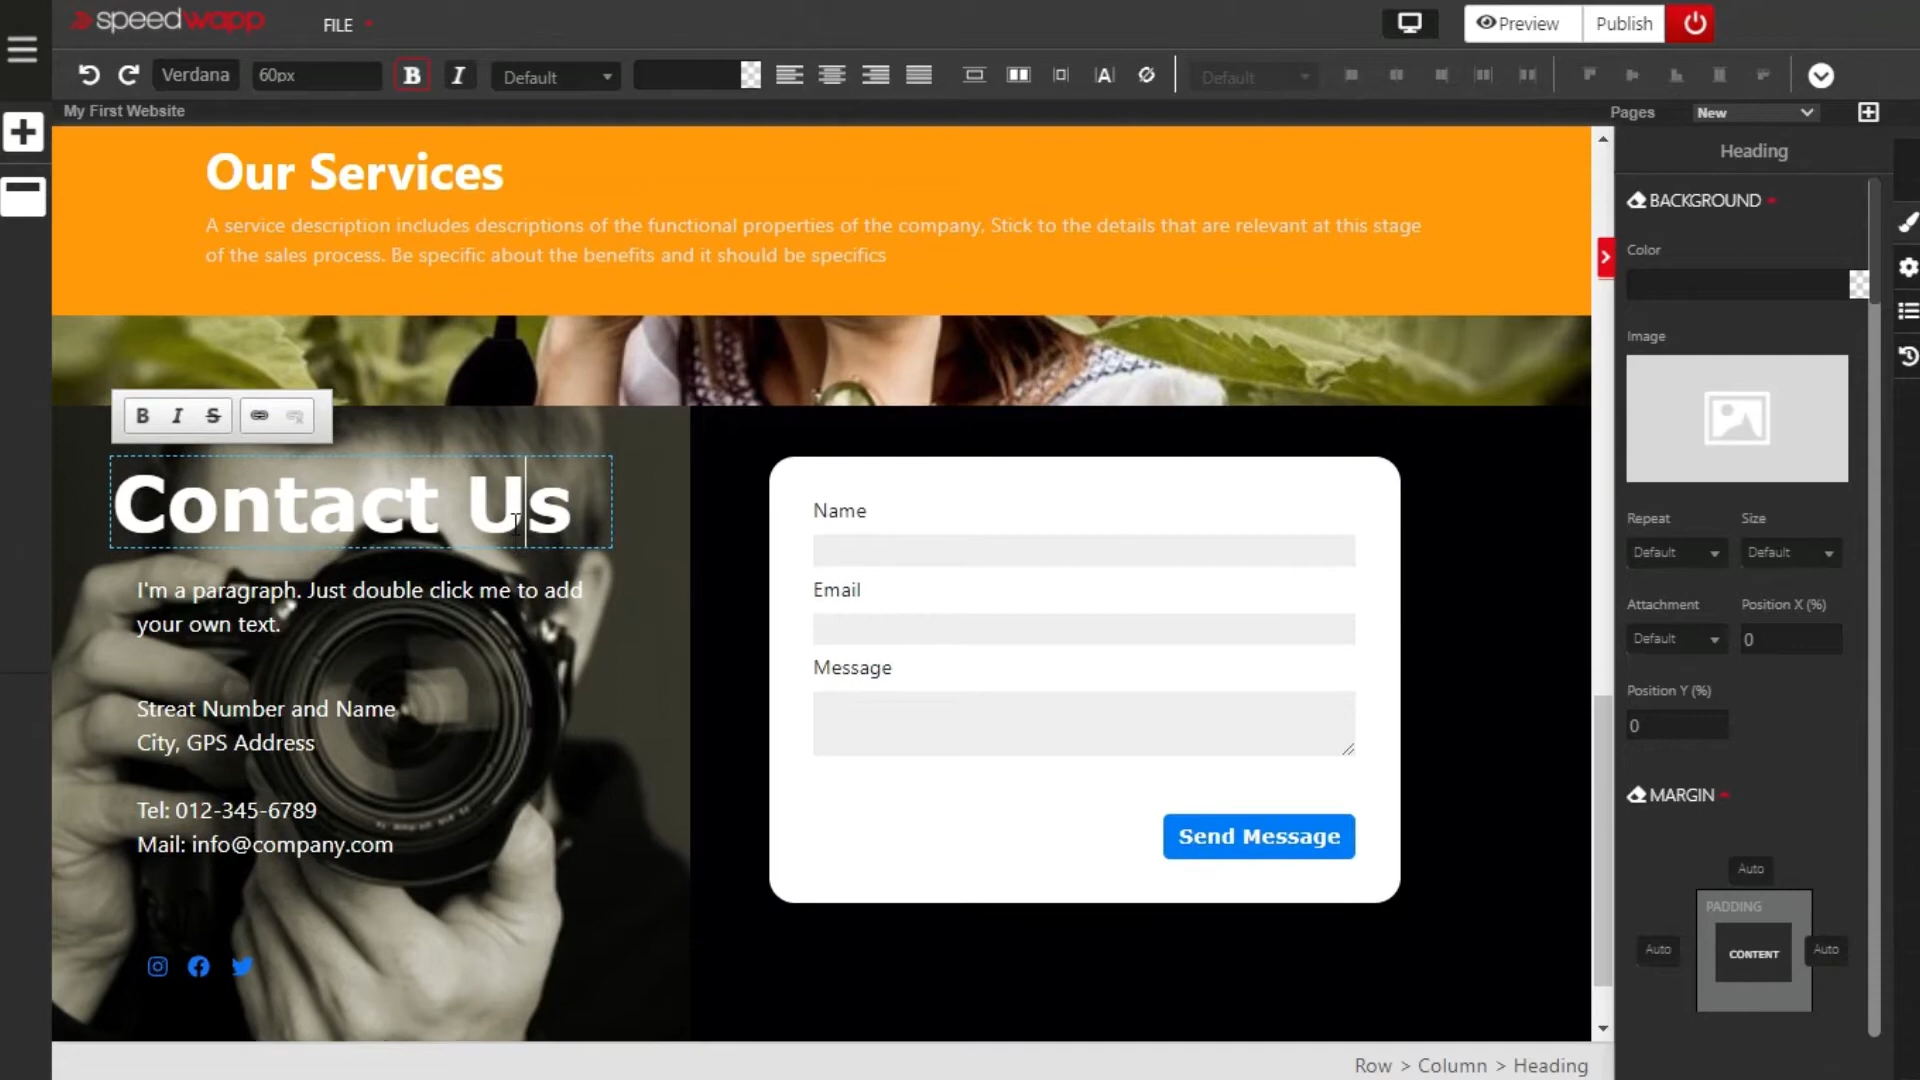 speedwapp
FILE
Preview
Publish
Verdana
60px
B
I
Default
A
Default
My First Website
Pages
New
Our Services
A service description includes descriptions of the functional properties of the company, Stick to the details that are relevant at this stage
of the sales process. Be specific about the benefits and it should be specifics
B I S
Contact Us
I'm a paragraph. Just double click me to add
your own text.
Streat Number and Name
City, GPS Address
Tel: 012-345-6789
Mail: info@company.com
Name
Email
Message
Send Message
Heading
BACKGROUND
Color
Image
Repeat
Size
Default
Default
Attachment
Position X (%)
Default
0
Position Y (%)
0
MARGIN
Auto
PADDING
Auto
CONTENT
Auto
Row > Column > Heading